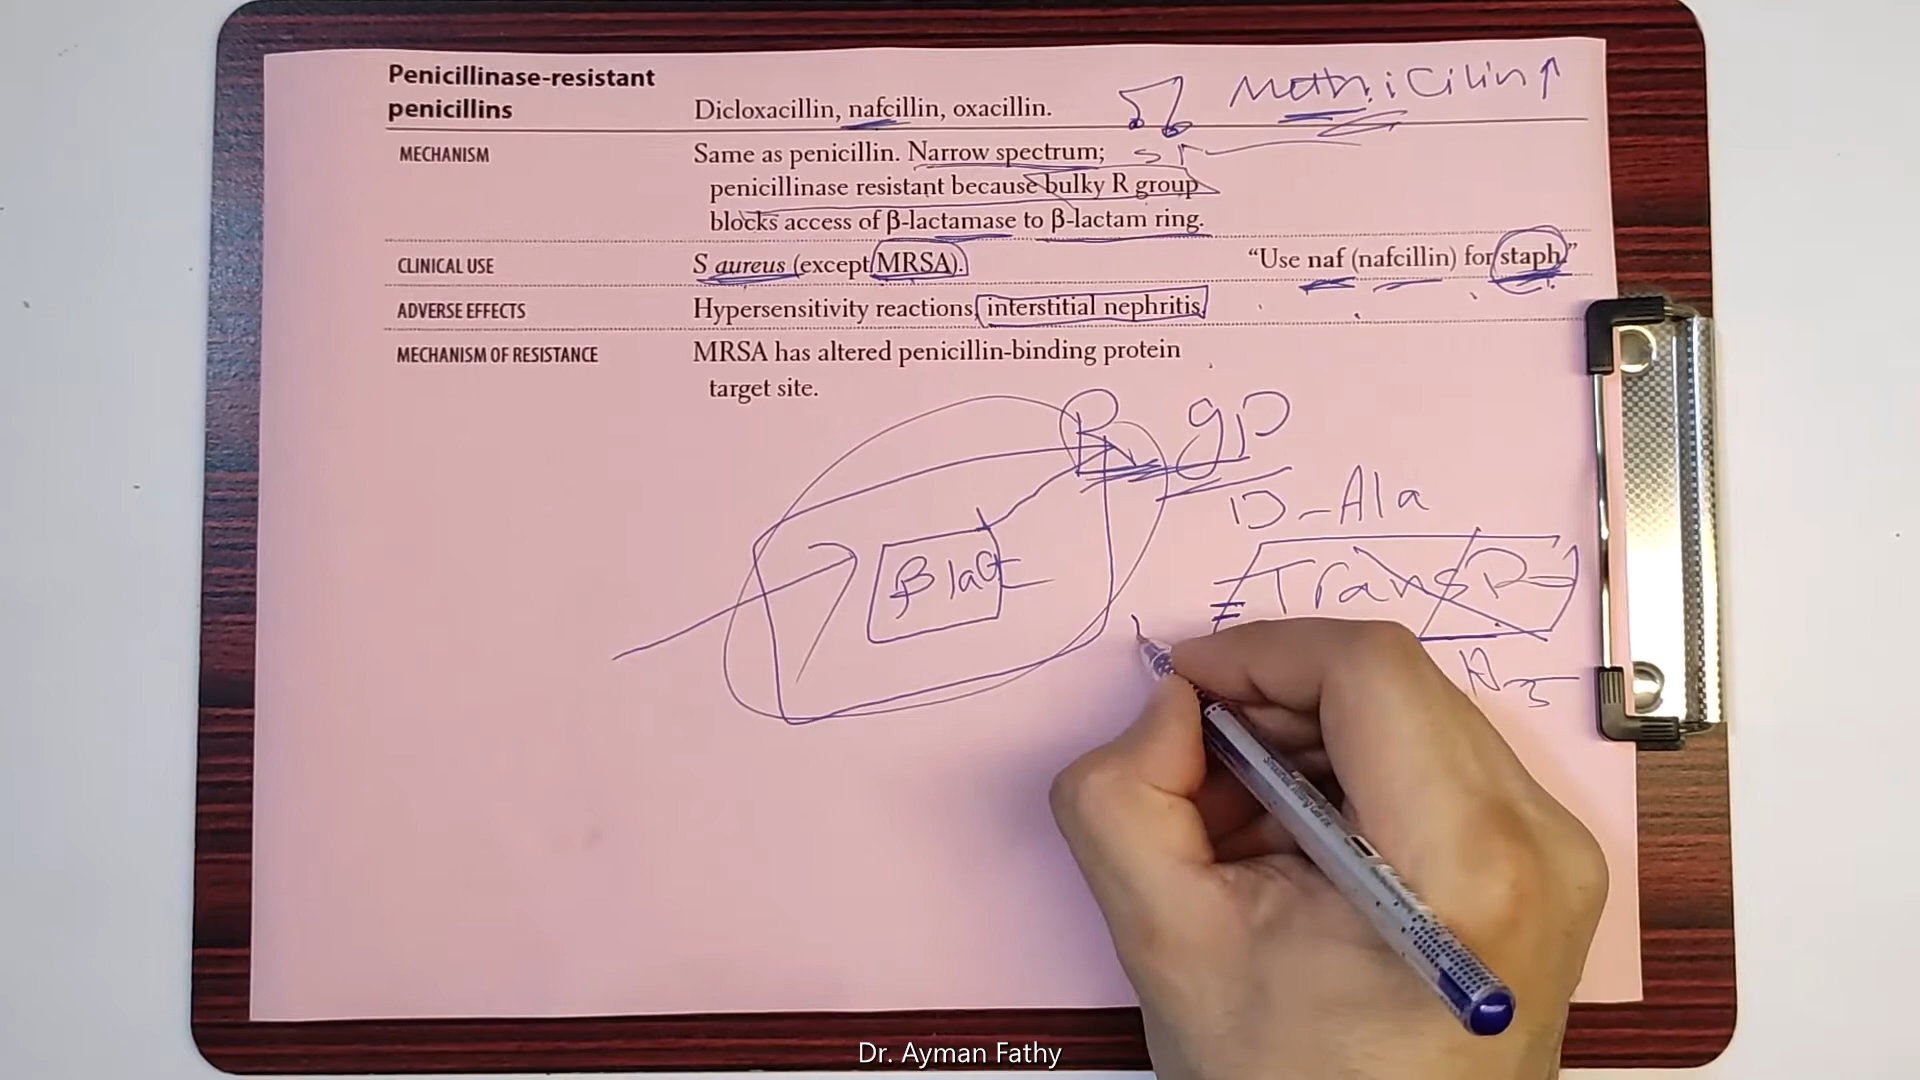 Penicillinase-resistant
penicillins
Dicloxacillin, nafcillin, oxacillin.
Methicilin
MECHANISM
Same as penicillin. Narrow spectrum;
penicillinase resistant because bulky R group
blocks access of β-lactamase to β-lactam ring.
CLINICAL USE
S aureus (except MRSA).
“Use naf (nafcillin) for staph.”
ADVERSE EFFECTS
Hypersensitivity reactions, interstitial nephritis.
MECHANISM OF RESISTANCE
MRSA has altered penicillin-binding protein
target site.
R gp
D-Ala
β lact
TransP
Dr. Ayman Fathy